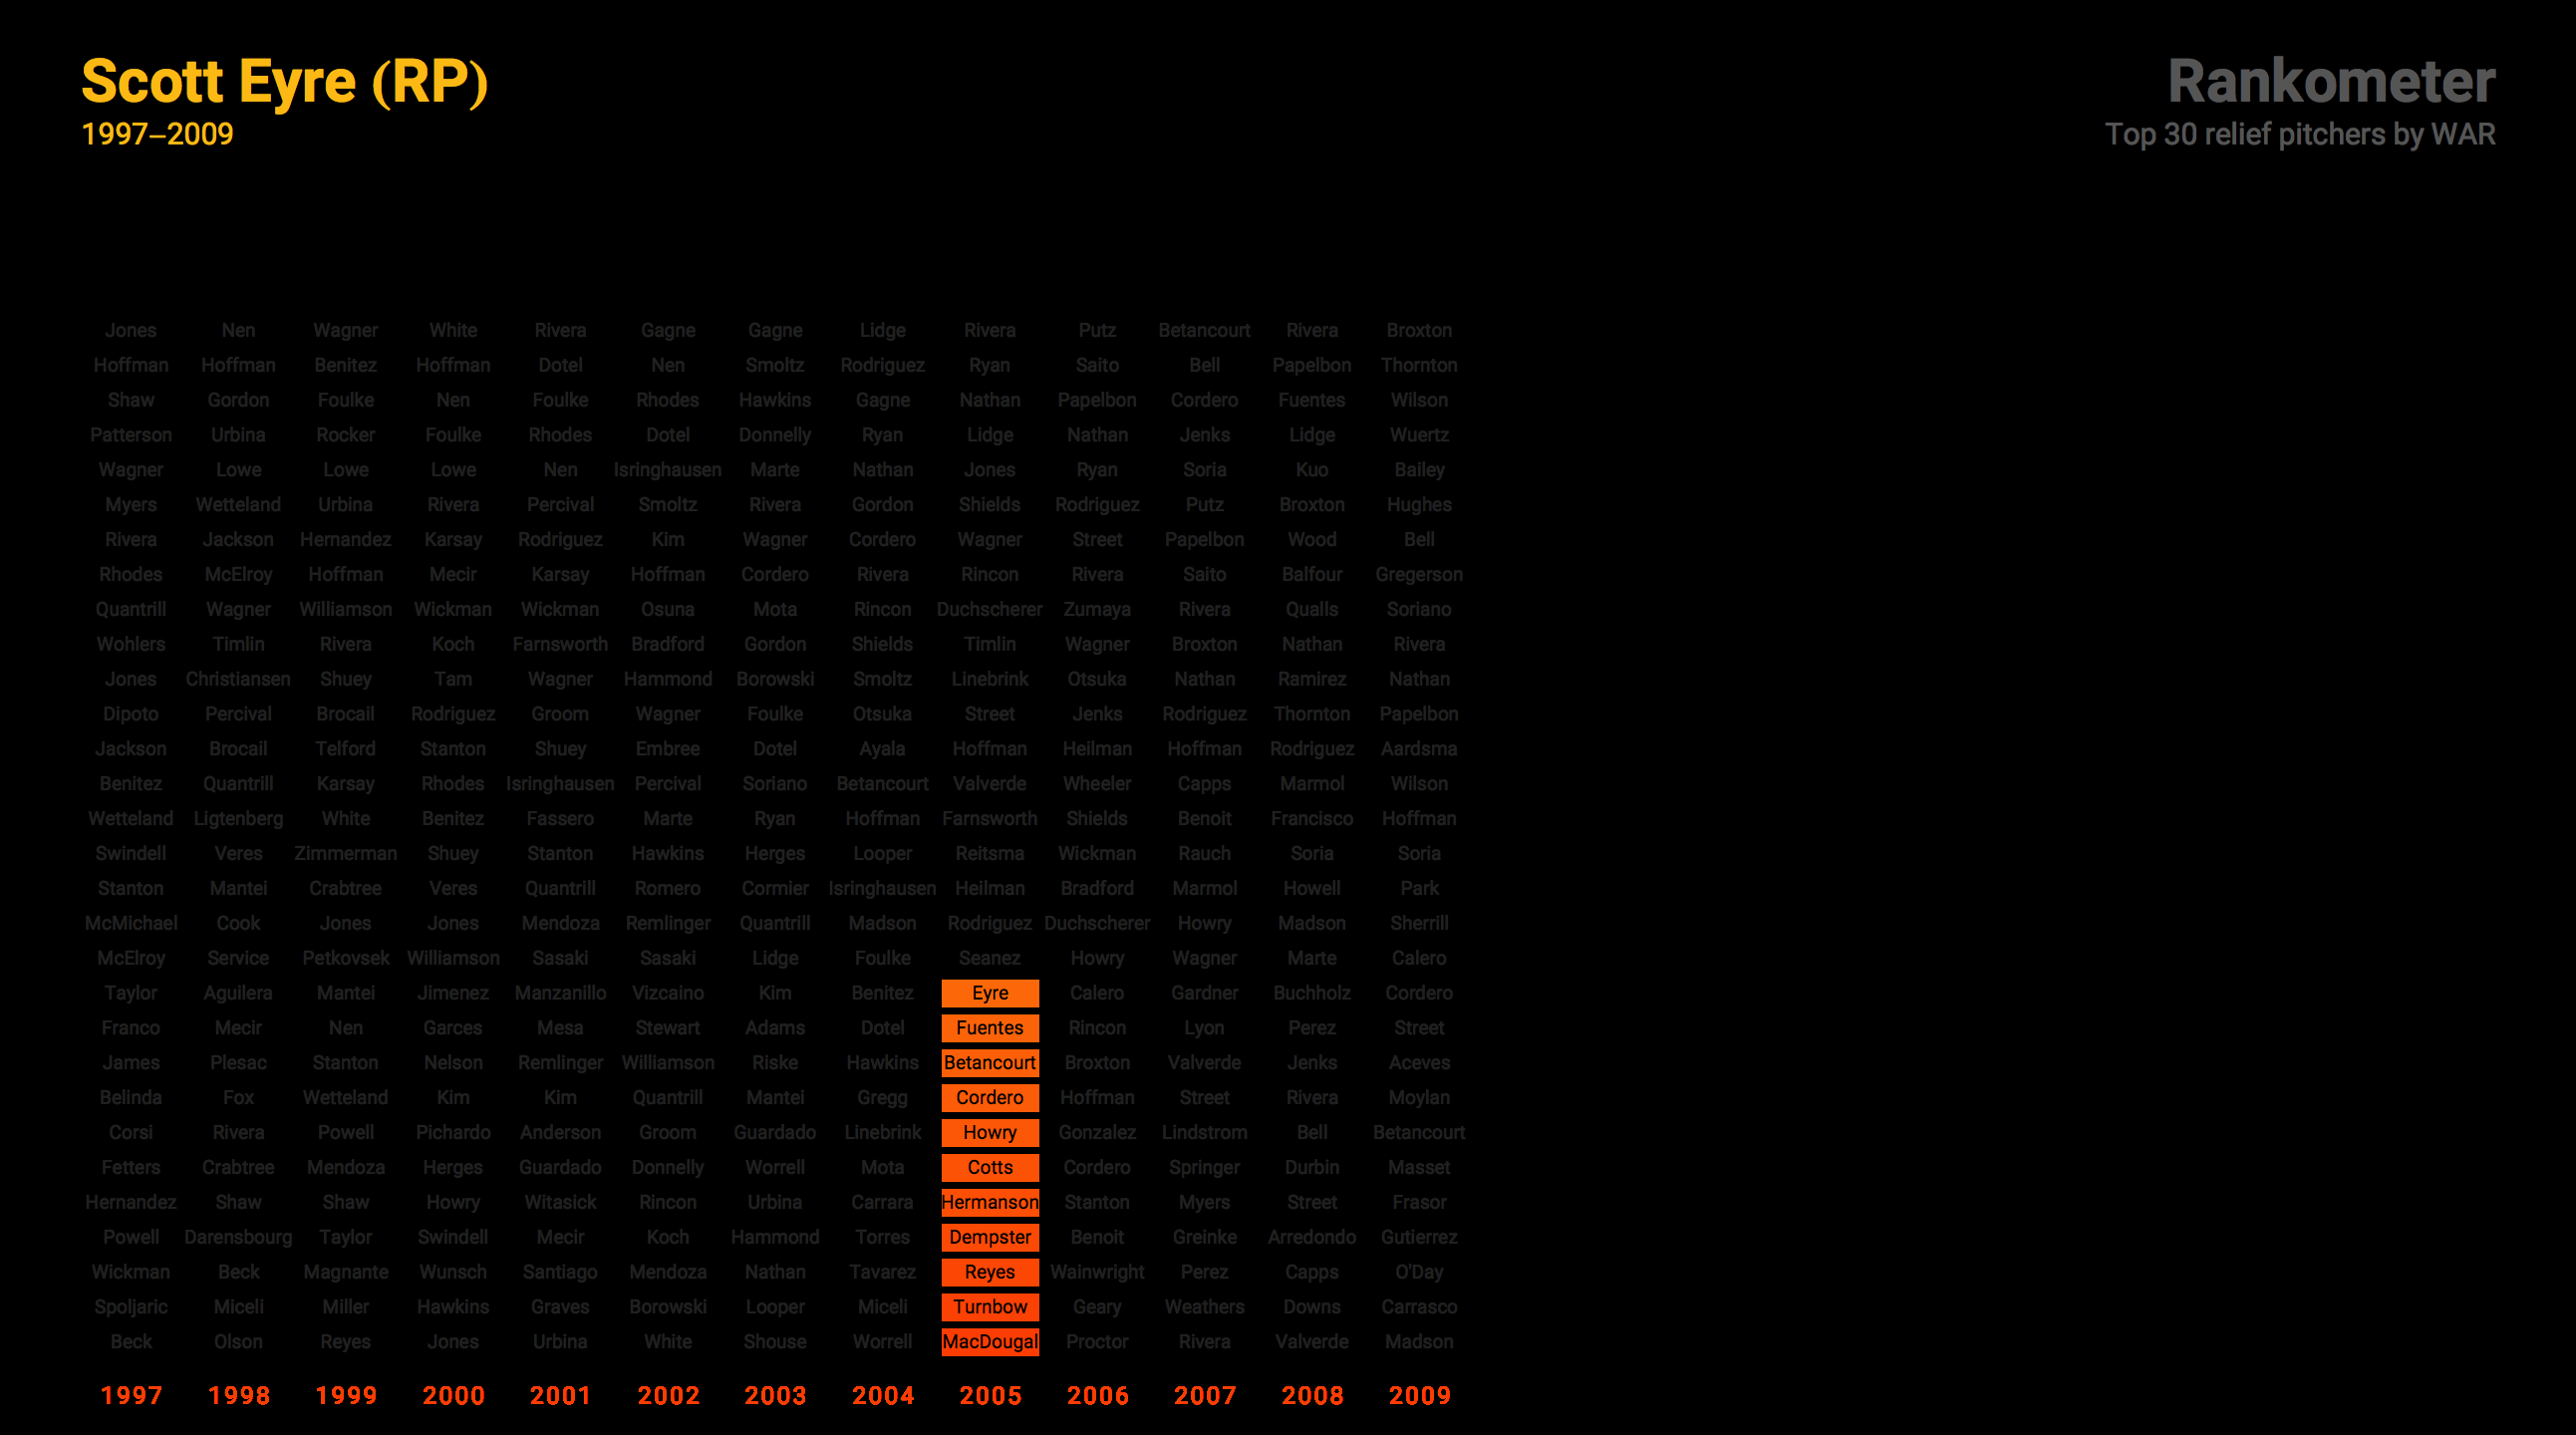 Scott Eyre (RP)
1997–2009
Rankometer
Top 30 relief pitchers by WAR
Jones Nen Wagner White Rivera Gagne Gagne Lidge Rivera Putz Betancourt Rivera Broxton
Hoffman Hoffman Benitez Hoffman Dotel Nen Smoltz Rodriguez Ryan Saito Bell Papelbon Thornton
Shaw Gordon Foulke Nen Foulke Rhodes Hawkins Gagne Nathan Papelbon Cordero Fuentes Wilson
Patterson Urbina Rocker Foulke Rhodes Dotel Donnelly Ryan Lidge Nathan Jenks Lidge Wuertz
Wagner Lowe Lowe Lowe Nen Isringhausen Marte Nathan Jones Ryan Soria Kuo Bailey
Myers Wetteland Urbina Rivera Percival Smoltz Rivera Gordon Shields Rodriguez Putz Broxton Hughes
Rivera Jackson Hernandez Karsay Rodriguez Kim Wagner Cordero Wagner Street Papelbon Wood Bell
Rhodes McElroy Hoffman Mecir Karsay Hoffman Cordero Rivera Rincon Rivera Saito Balfour Gregerson
Quantrill Wagner Williamson Wickman Wickman Osuna Mota Rincon Duchscherer Zumaya Rivera Qualls Soriano
Wohlers Timlin Rivera Koch Farnsworth Bradford Gordon Shields Timlin Wagner Broxton Nathan Rivera
Jones Christiansen Shuey Tam Wagner Hammond Borowski Smoltz Linebrink Otsuka Nathan Ramirez Nathan
Dipoto Percival Brocail Rodriguez Groom Wagner Foulke Otsuka Street Jenks Rodriguez Thornton Papelbon
Jackson Brocail Telford Stanton Shuey Embree Dotel Ayala Hoffman Heilman Hoffman Rodriguez Aardsma
Benitez Quantrill Karsay Rhodes Isringhausen Percival Soriano Betancourt Valverde Wheeler Capps Marmol Wilson
Wetteland Ligtenberg White Benitez Fassero Marte Ryan Hoffman Farnsworth Shields Benoit Francisco Hoffman
Swindell Veres Zimmerman Shuey Stanton Hawkins Herges Looper Reitsma Wickman Rauch Soria Soria
Stanton Mantei Crabtree Veres Quantrill Romero Cormier Isringhausen Heilman Bradford Marmol Howell Park
McMichael Cook Jones Jones Mendoza Remlinger Quantrill Madson Rodriguez Duchscherer Howry Madson Sherrill
McElroy Service Petkovsek Williamson Sasaki Sasaki Lidge Foulke Seanez Howry Wagner Marte Calero
Taylor Aguilera Mantei Jimenez Manzanillo Vizcaino Kim Benitez Eyre Calero Gardner Buchholz Cordero
Franco Mecir Nen Garces Mesa Stewart Adams Dotel Fuentes Rincon Lyon Perez Street
James Plesac Stanton Nelson Remlinger Williamson Riske Hawkins Betancourt Broxton Valverde Jenks Aceves
Belinda Fox Wetteland Kim Kim Quantrill Mantei Gregg Cordero Hoffman Street Rivera Moylan
Corsi Rivera Powell Pichardo Anderson Groom Guardado Linebrink Howry Gonzalez Lindstrom Bell Betancourt
Fetters Crabtree Mendoza Herges Guardado Donnelly Worrell Mota Cotts Cordero Springer Durbin Masset
Hernandez Shaw Shaw Howry Witasick Rincon Urbina Carrara Hermanson Stanton Myers Street Frasor
Powell Darensbourg Taylor Swindell Mecir Koch Hammond Torres Dempster Benoit Greinke Arredondo Gutierrez
Wickman Beck Magnante Wunsch Santiago Mendoza Nathan Tavarez Reyes Wainwright Perez Capps O'Day
Spoljaric Miceli Miller Hawkins Graves Borowski Looper Miceli Turnbow Geary Weathers Downs Carrasco
Beck Olson Reyes Jones Urbina White Shouse Worrell MacDougal Proctor Rivera Valverde Madson
1997 1998 1999 2000 2001 2002 2003 2004 2005 2006 2007 2008 2009